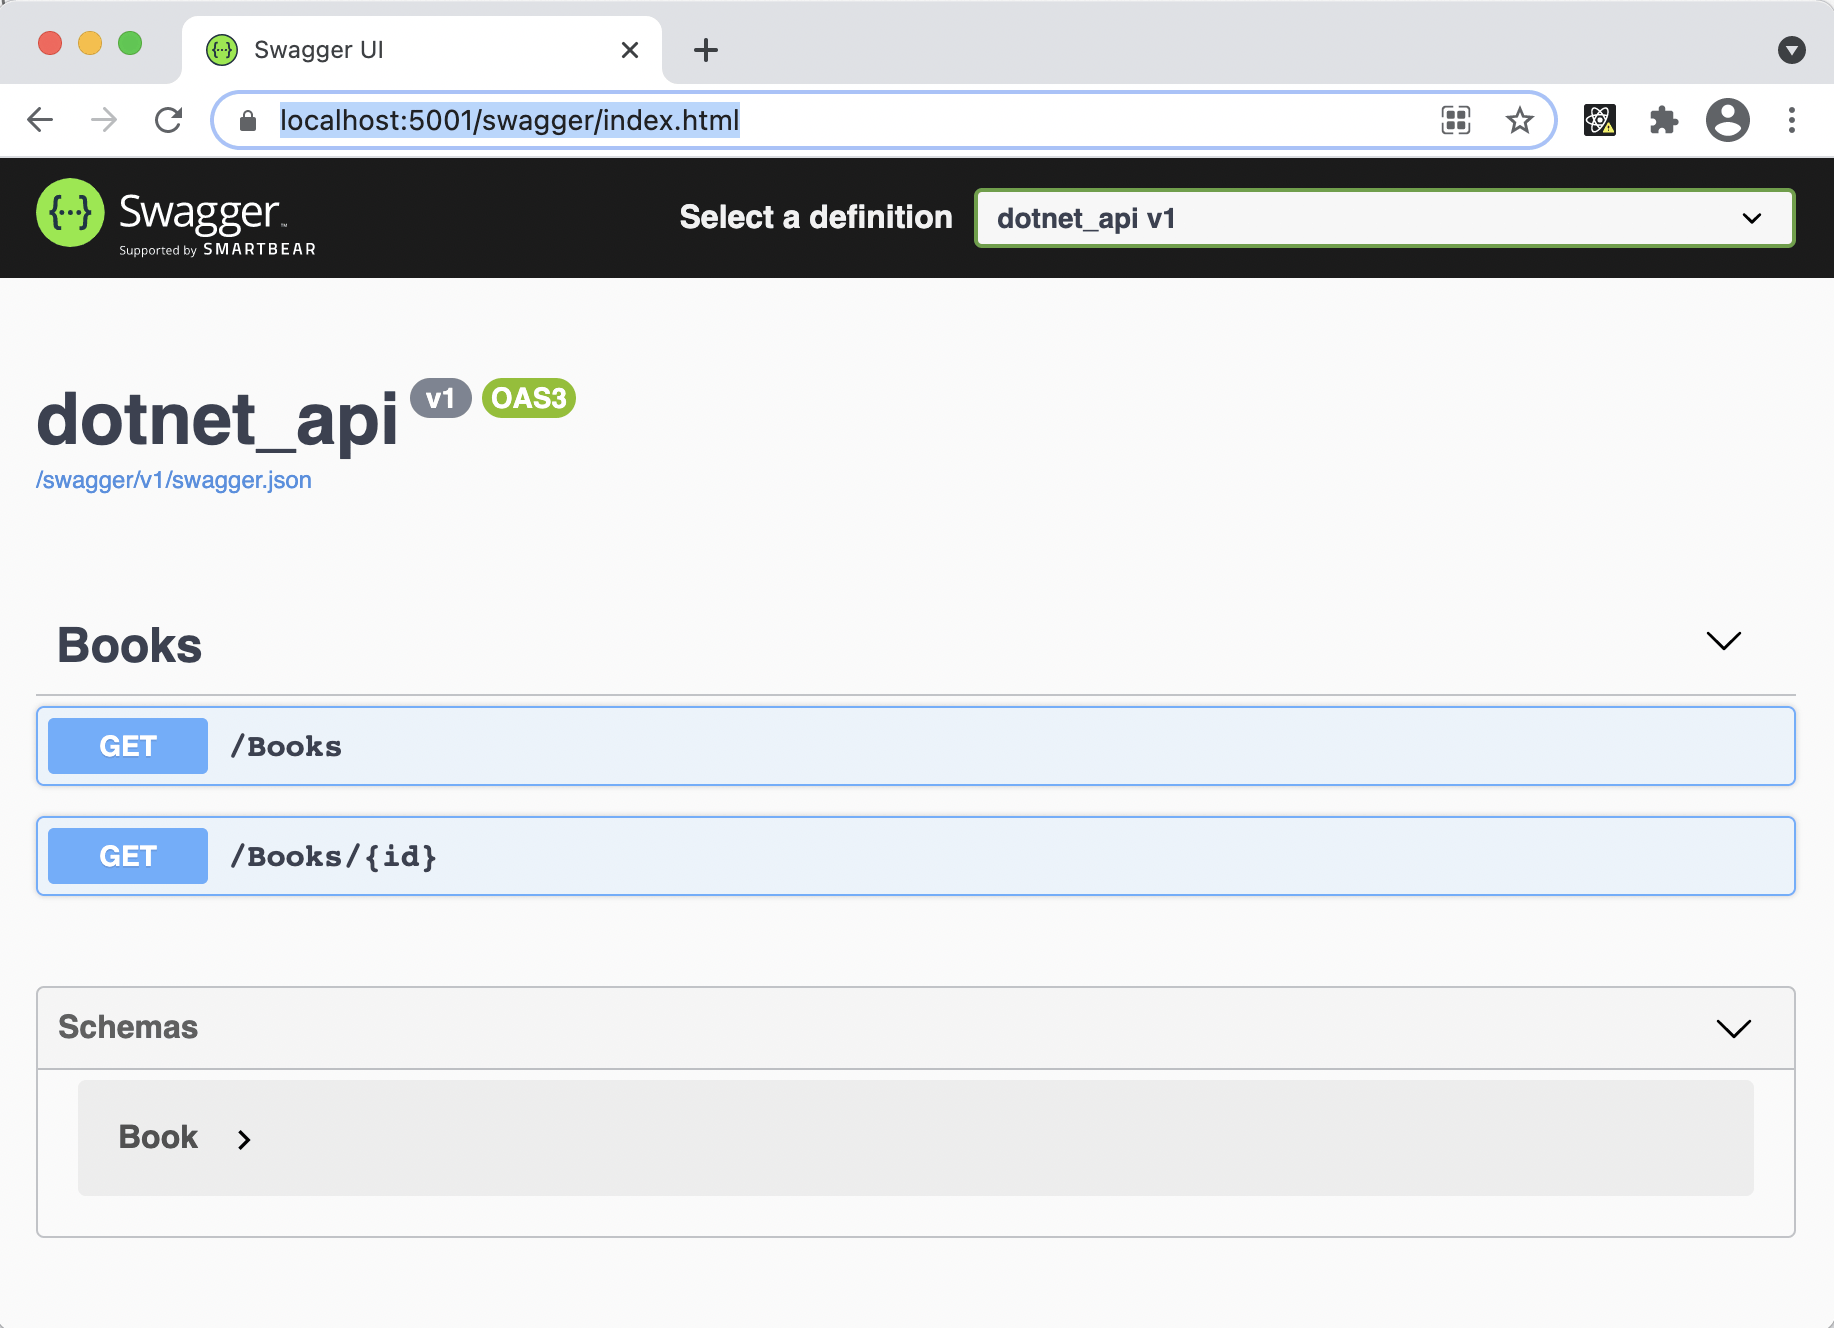 Swagger UI
localhost:5001/swagger/index.html
{···} Swagger™
Supported by SMARTBEAR
Select a definition
dotnet_api v1
dotnet_api v1 OAS3
/swagger/v1/swagger.json
Books
GET /Books
GET /Books/{id}
Schemas
Book